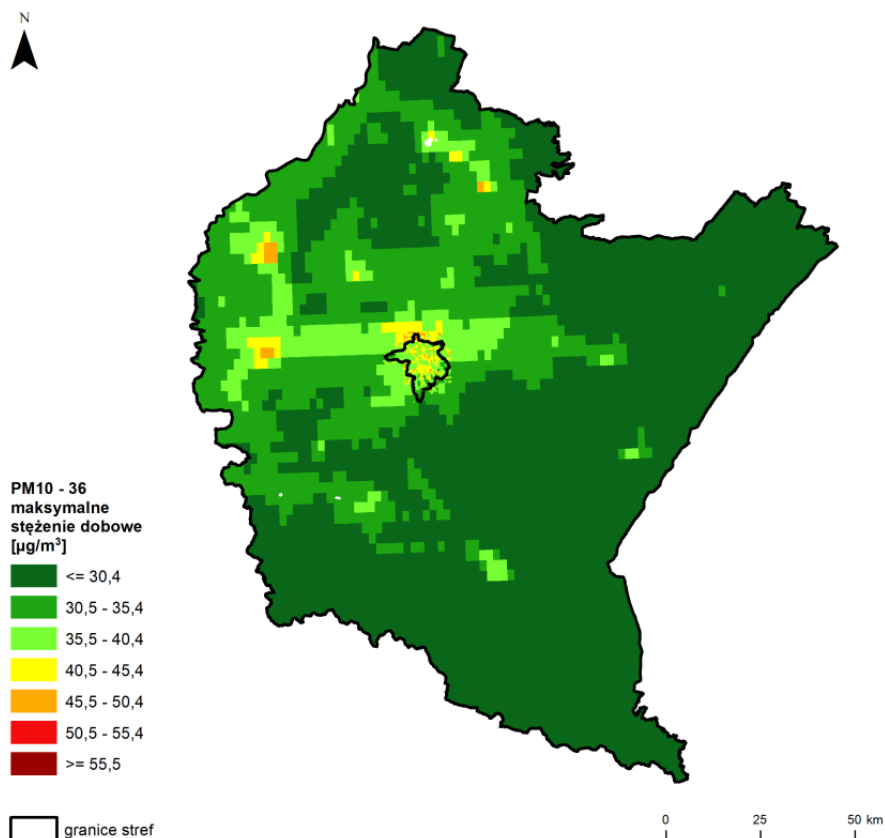 N
PM10 - 36
maksymalne
stężenie dobowe
[µg/m³]
<= 30,4
30,5 - 35,4
35,5 - 40,4
40,5 - 45,4
45,5 - 50,4
50,5 - 55,4
>= 55,5
granice stref
0 25 50 km